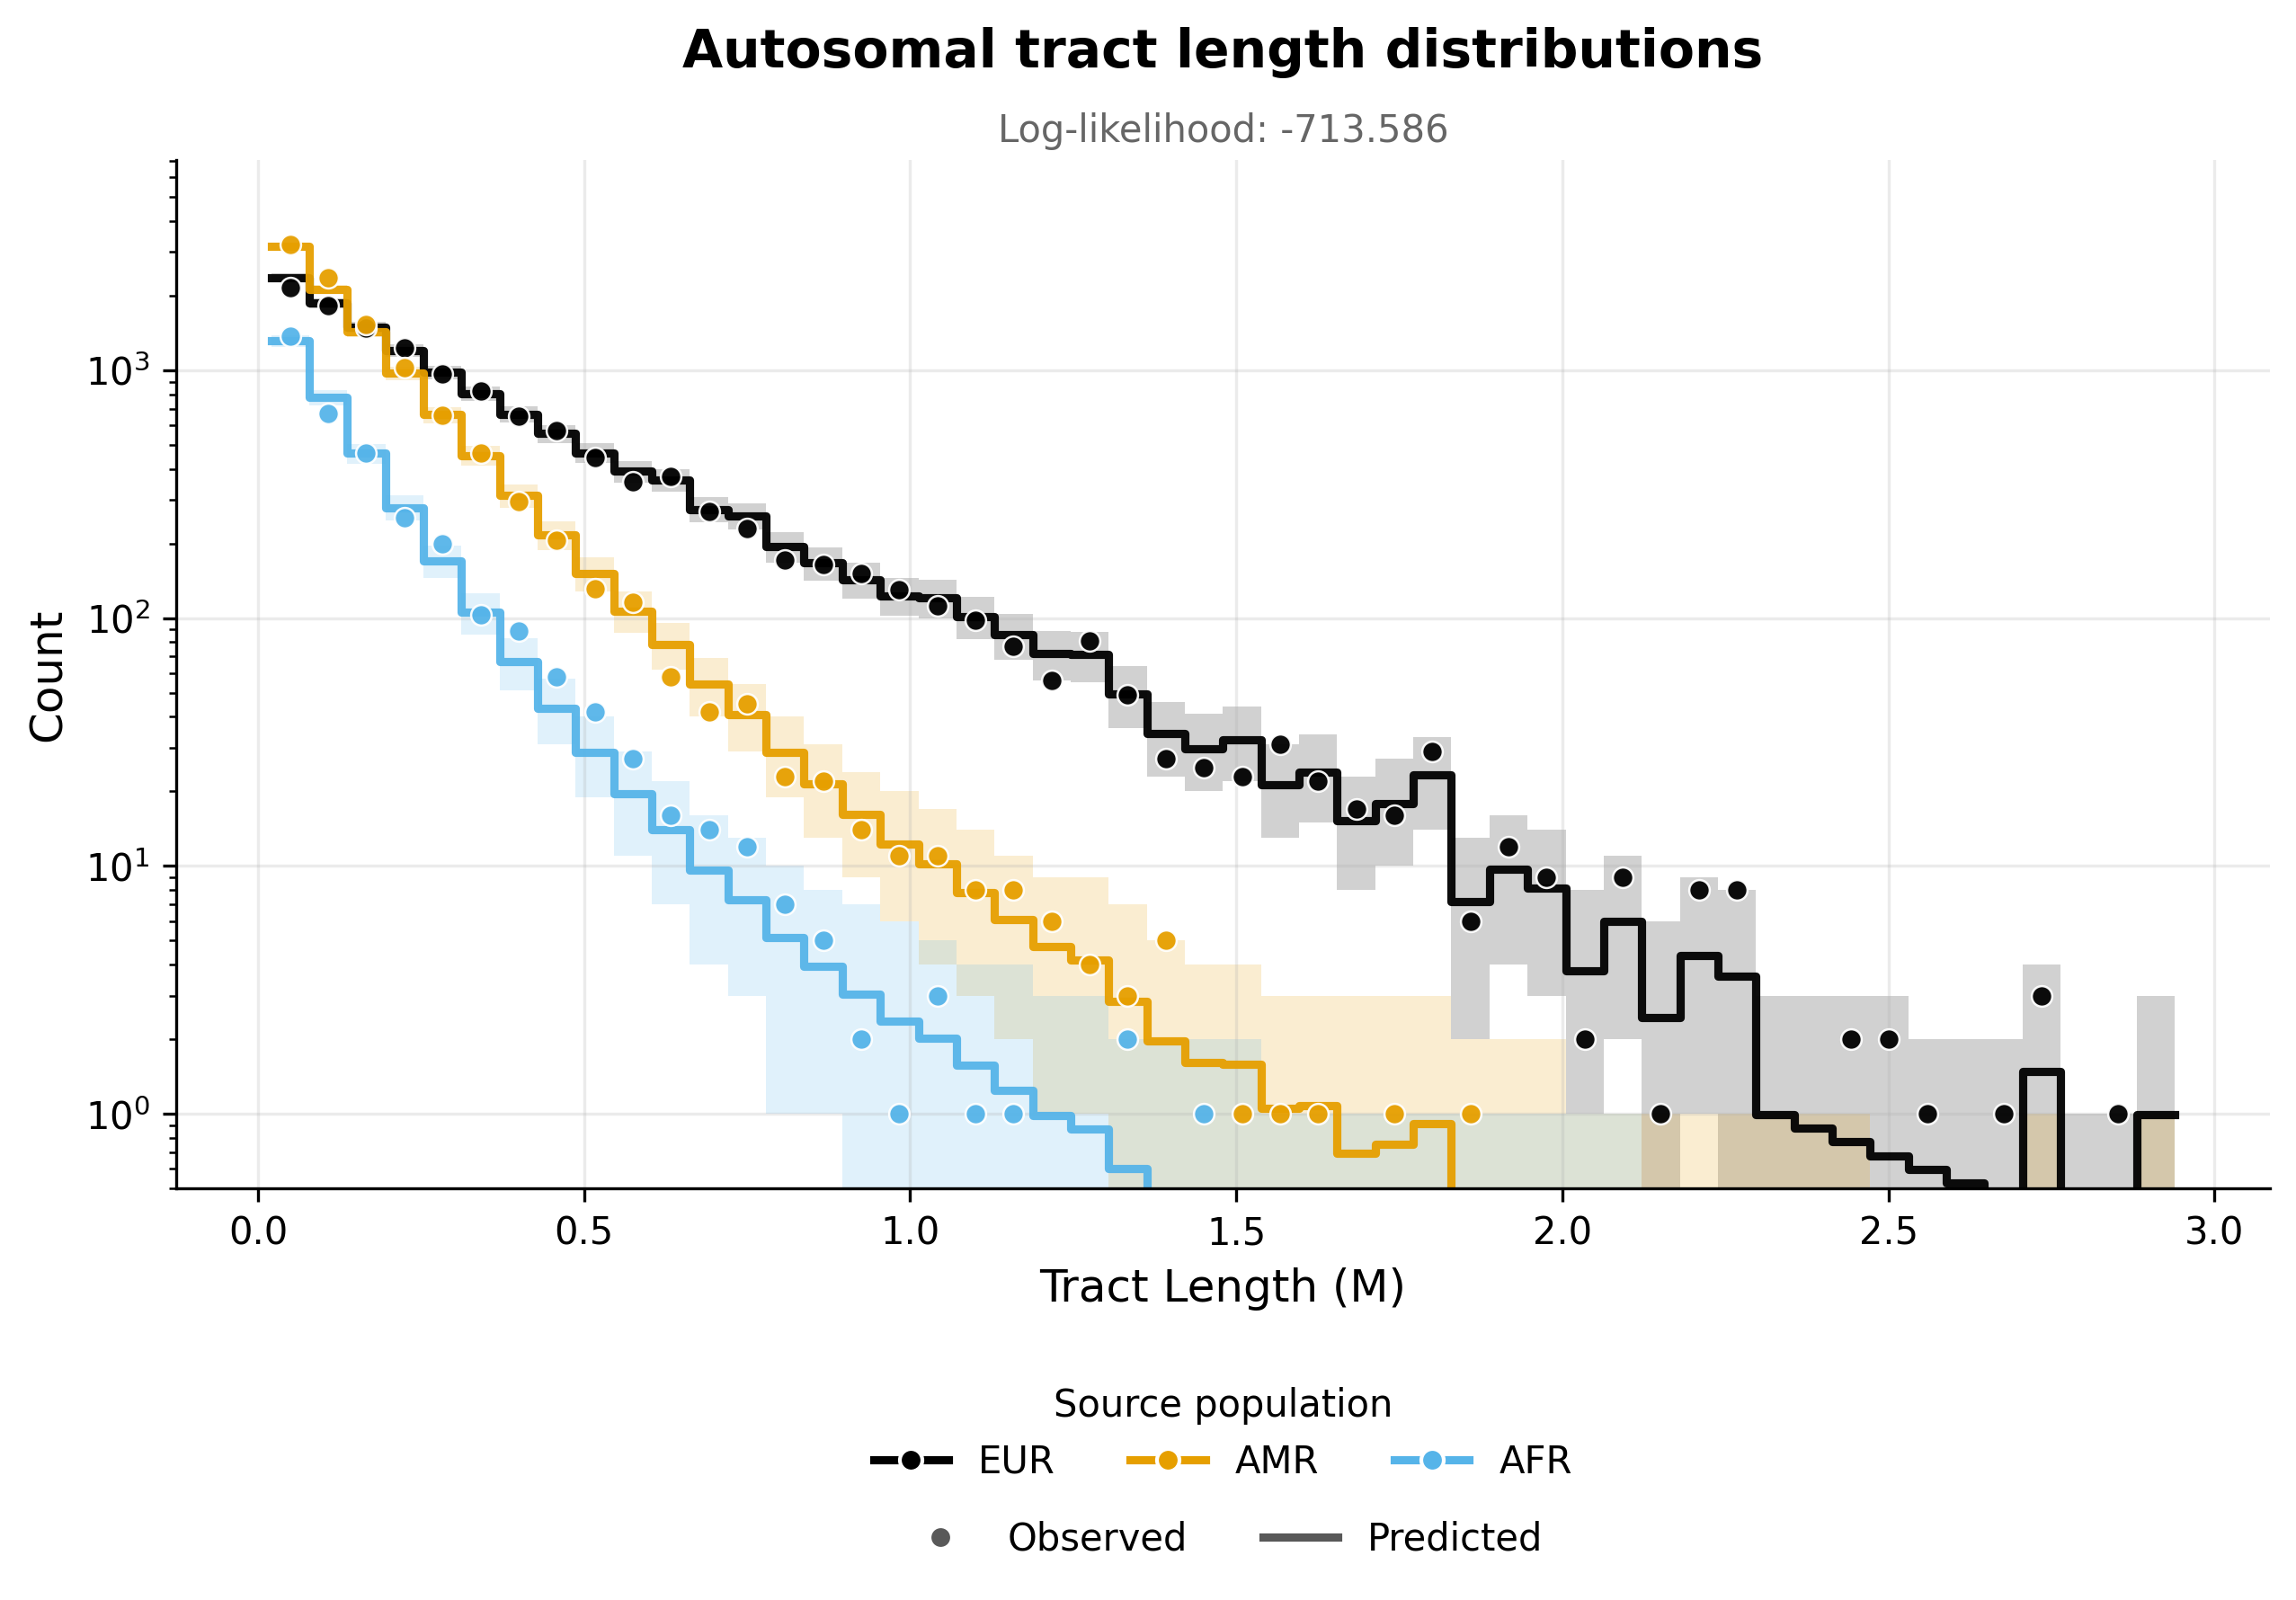 Autosomal tract length distributions
Log-likelihood: -713.586
Count
10³
10²
10¹
10⁰
0.0 0.5 1.0 1.5 2.0 2.5 3.0
Tract Length (M)
Source population
EUR AMR AFR
Observed Predicted